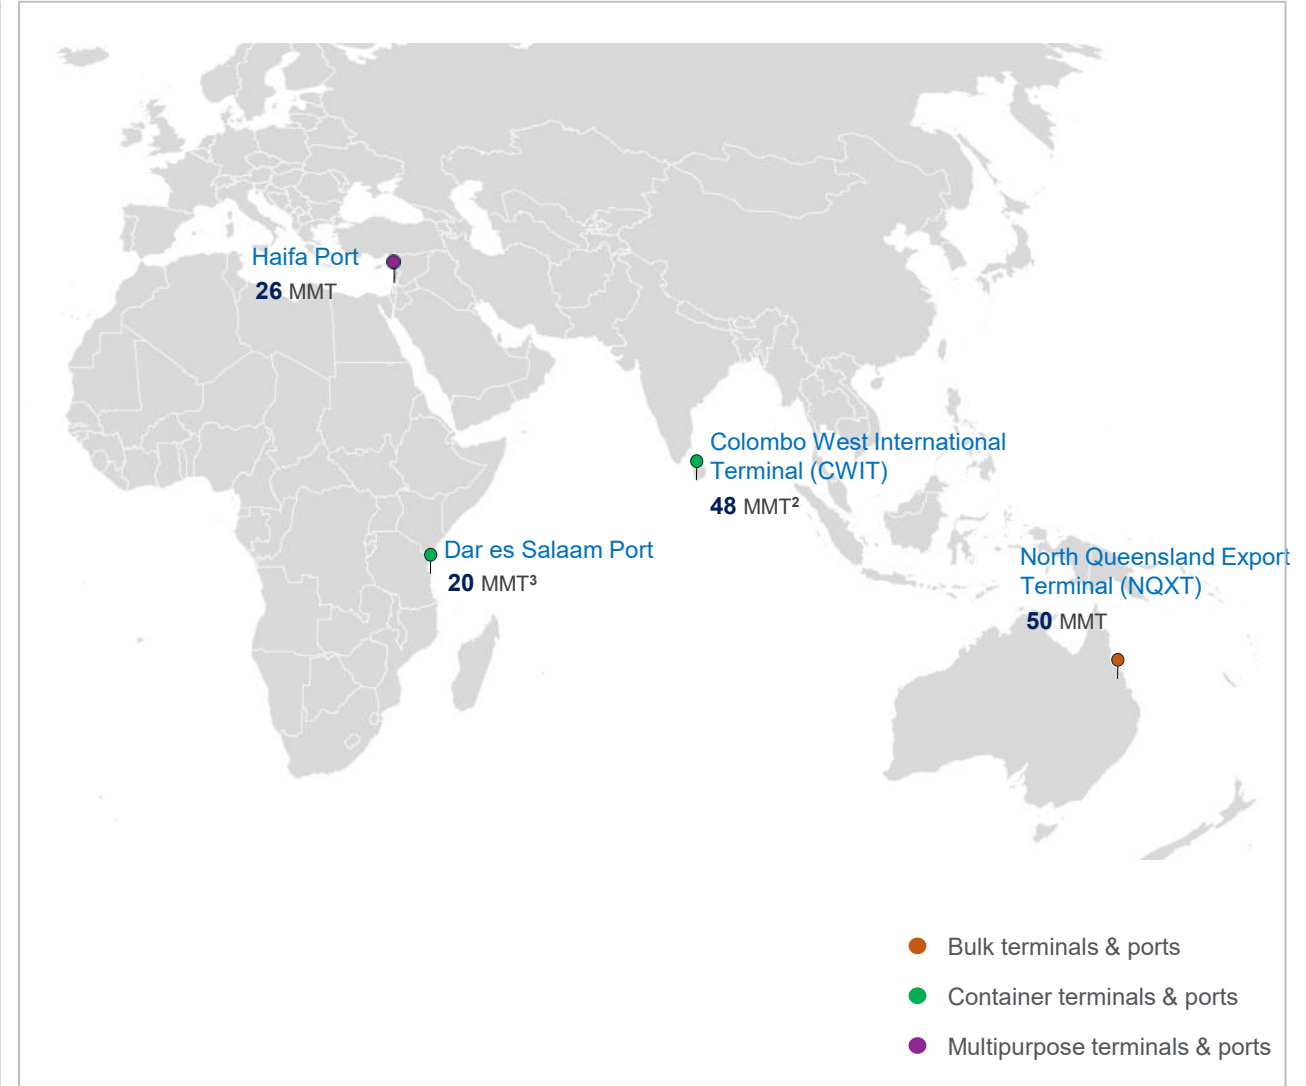 Haifa Port
26 MMT
Colombo West International
Terminal (CWIT)
48 MMT²
Dar es Salaam Port
20 MMT³
North Queensland Export
Terminal (NQXT)
50 MMT
Bulk terminals & ports
Container terminals & ports
Multipurpose terminals & ports